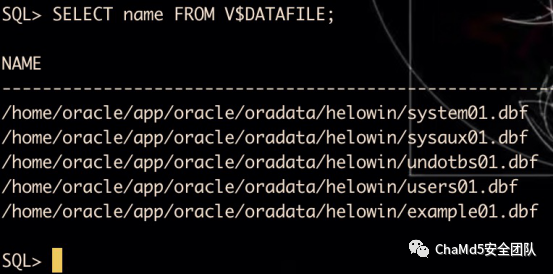 SQL> SELECT name FROM V$DATAFILE;
NAME
--------------------------------------------------------------------------------
/home/oracle/app/oracle/oradata/helowin/system01.dbf
/home/oracle/app/oracle/oradata/helowin/sysaux01.dbf
/home/oracle/app/oracle/oradata/helowin/undotbs01.dbf
/home/oracle/app/oracle/oradata/helowin/users01.dbf
/home/oracle/app/oracle/oradata/helowin/example01.dbf
SQL>
ChaMd5安全团队